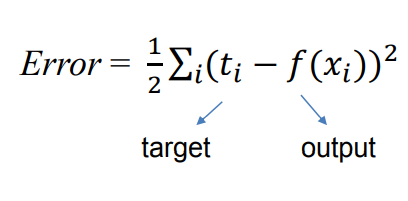 Error = ½ ∑ᵢ(tᵢ − f(xᵢ))²
target output